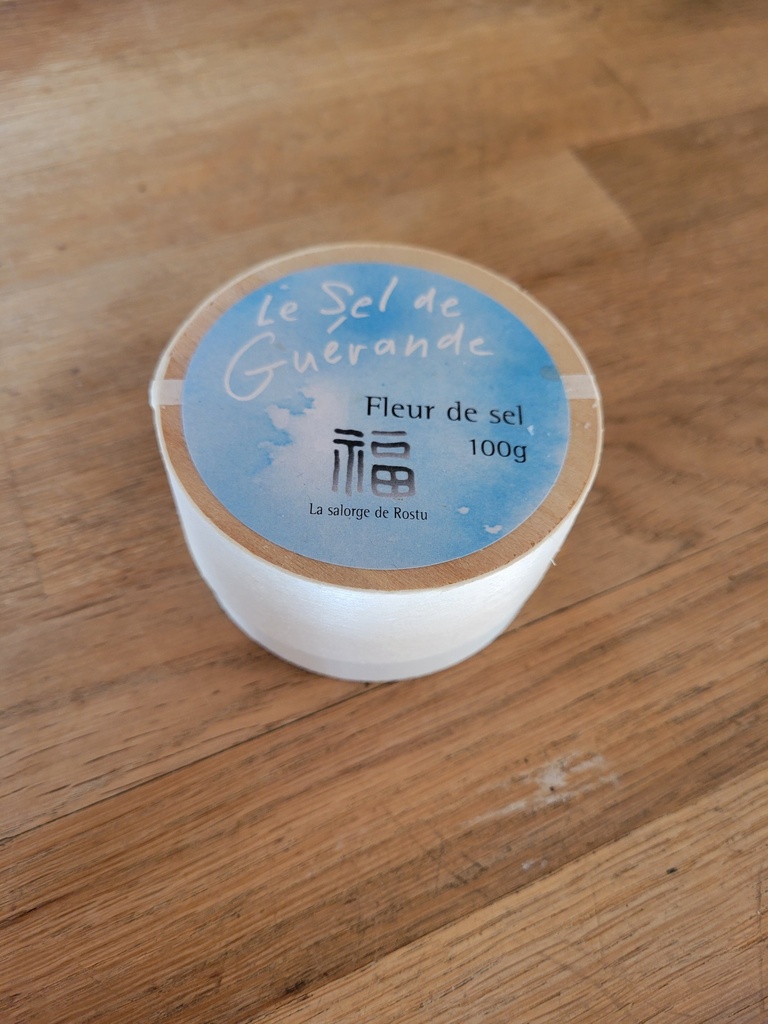 Le Sel de
Guérande
Fleur de sel
100g
福
La salorge de Rostu